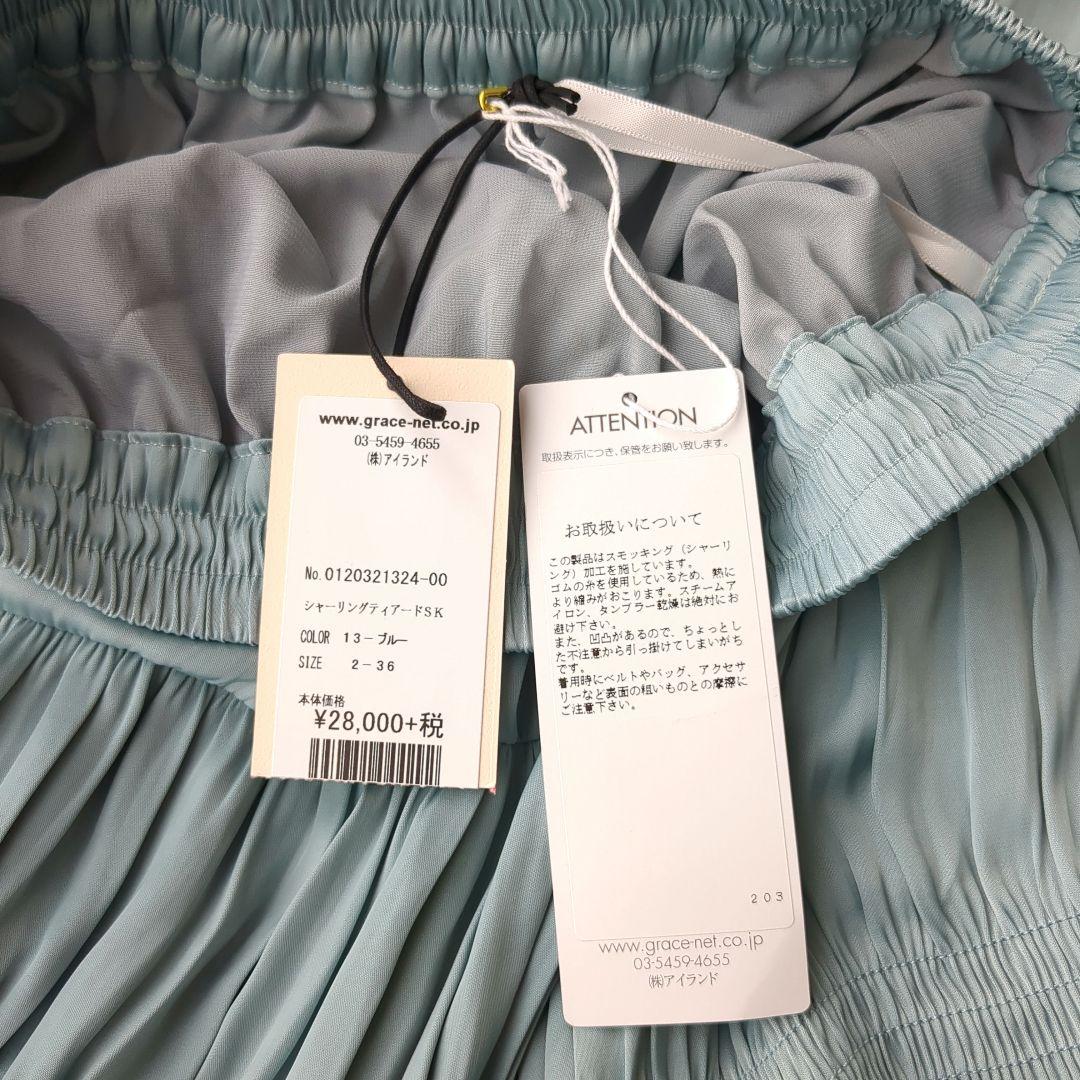 www.grace-net.co.jp
03-5459-4655
(株)アイランド
No.0120321324-00
シャーリングティアードSK
COLOR 13-ブルー
SIZE 2-36
本体価格
¥28,000+税
ATTENTION
取扱表示につき、保管をお願い致します。
お取扱いについて
この製品はスモッキング(シャーリ
ング)加工を施しています。
ゴムの糸を使用しているため、熱に
より縮みがおこります。スチームア
イロン、タンブラー乾燥は絶対にお
避け下さい。
また、凹凸があるので、ちょっとし
た不注意から引っ掛けてしまいがち
です。
着用時にベルトやバッグ、アクセサ
リーなど表面の粗いものとの摩擦に
ご注意下さい。
203
www.grace-net.co.jp
03-5459-4655
(株)アイランド